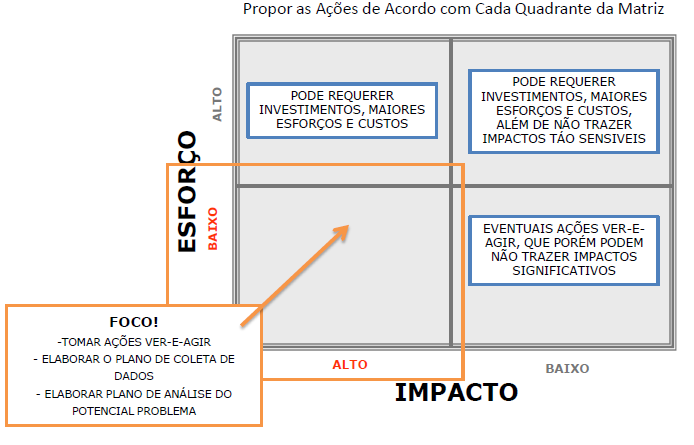 Propor as Ações de Acordo com Cada Quadrante da Matriz
ESFORÇO
ALTO
BAIXO
PODE REQUERER
INVESTIMENTOS, MAIORES
ESFORÇOS E CUSTOS
PODE REQUERER
INVESTIMENTOS, MAIORES
ESFORÇOS E CUSTOS,
ALÉM DE NÃO TRAZER
IMPACTOS TÁO SENSIVEIS
EVENTUAIS AÇÕES VER-E-
AGIR, QUE PORÉM PODEM
NÃO TRAZER IMPACTOS
SIGNIFICATIVOS
FOCO!
-TOMAR AÇÕES VER-E-AGIR
- ELABORAR O PLANO DE COLETA DE
DADOS
- ELABORAR PLANO DE ANÁLISE DO
POTENCIAL PROBLEMA
ALTO
BAIXO
IMPACTO